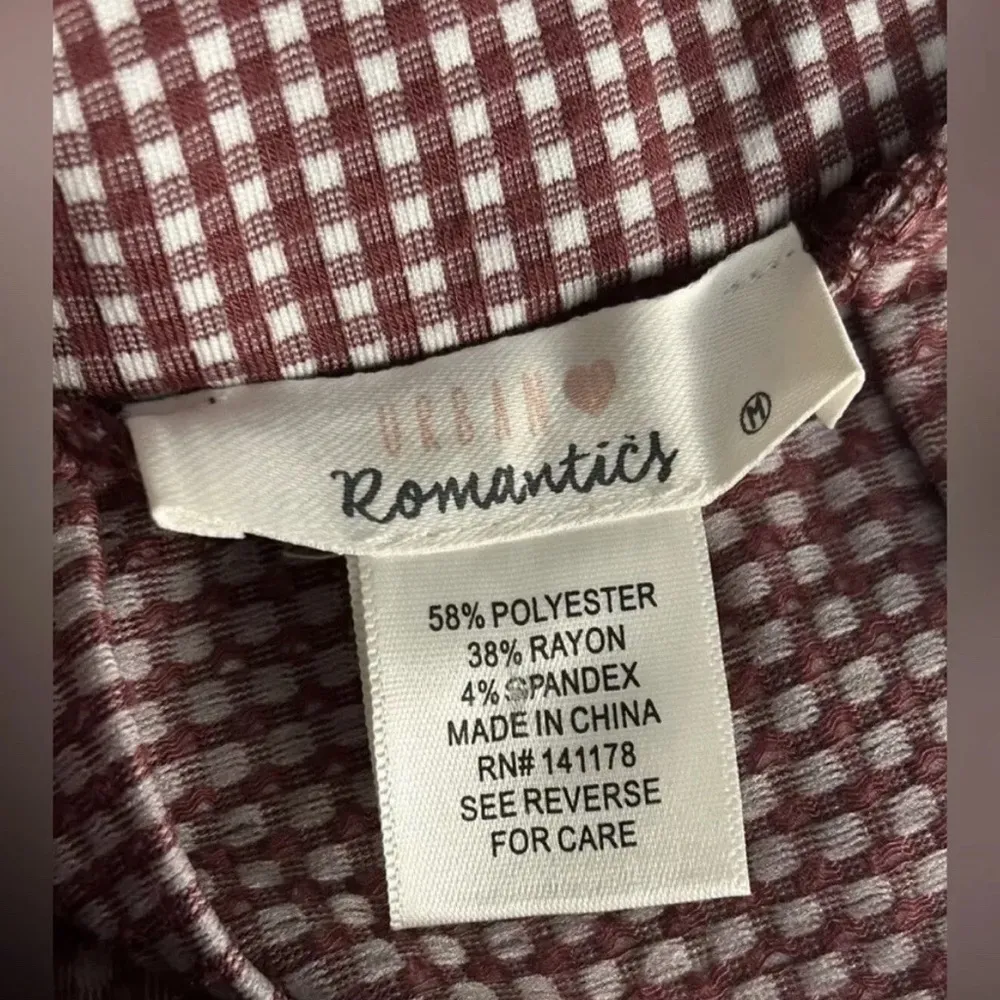 URBAN
Romantics
M
58% POLYESTER
38% RAYON
4% SPANDEX
MADE IN CHINA
RN# 141178
SEE REVERSE
FOR CARE